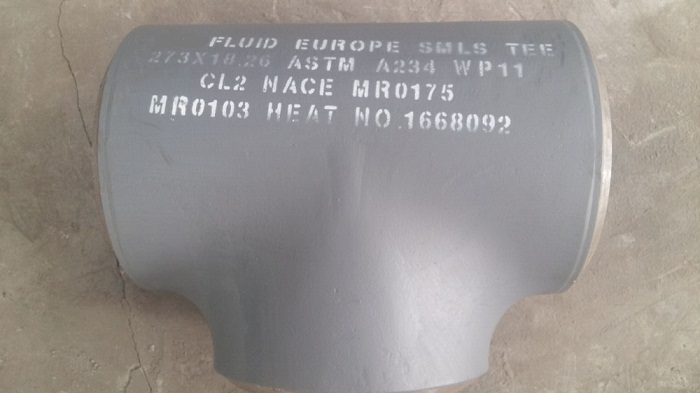 FLUID EUROPE SMLS TEE
273X18.26 ASTM A234 WP11
CL2 NACE MR0175
MR0103 HEAT NO.1668092